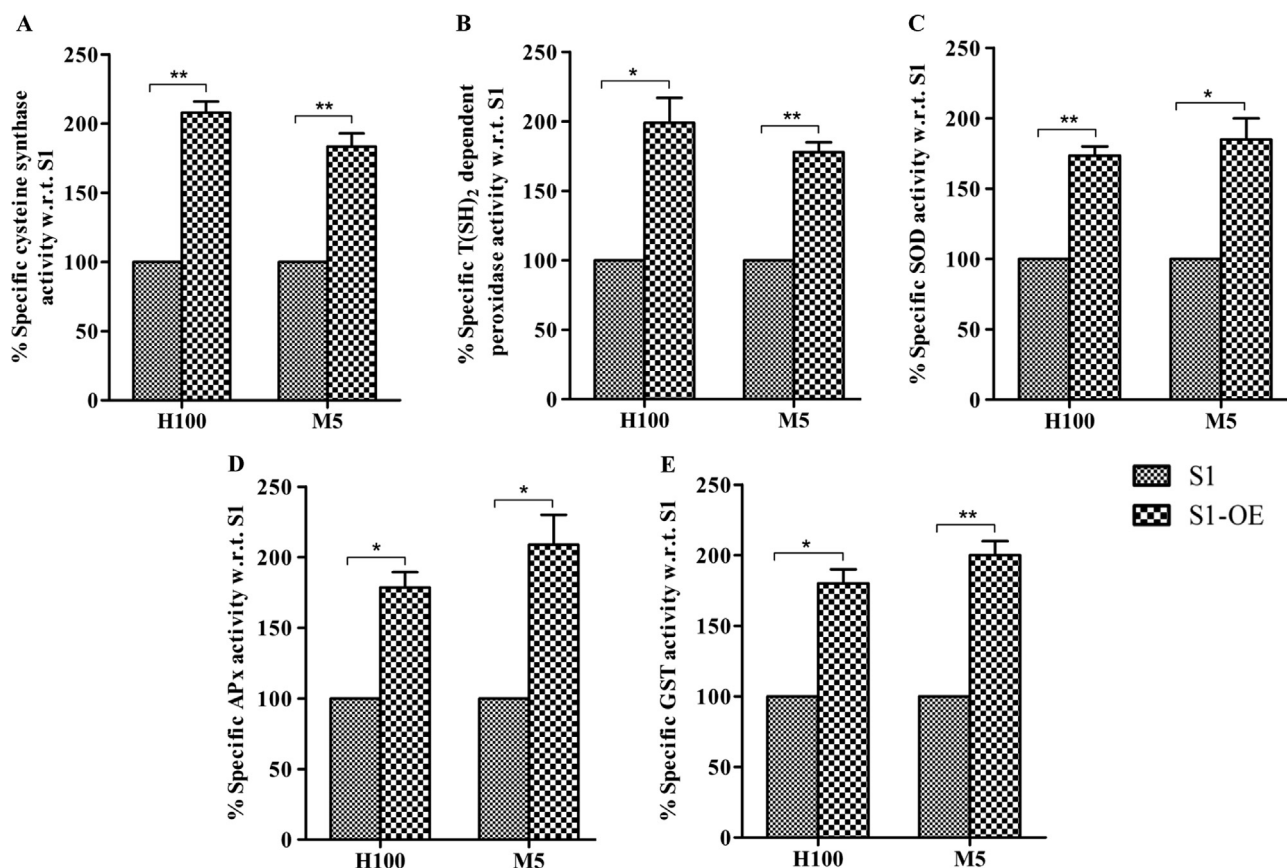 A
% Specific cysteine synthase
activity w.r.t. S1
250
200
150
100
50
0
**
**
H100
M5
B
% Specific T(SH)₂ dependent
peroxidase activity w.r.t. S1
250
200
150
100
50
0
*
**
H100
M5
C
% Specific SOD activity w.r.t. S1
250
200
150
100
50
0
**
*
H100
M5
D
% Specific APx activity w.r.t. S1
250
200
150
100
50
0
*
*
H100
M5
E
% Specific GST activity w.r.t. S1
250
200
150
100
50
0
*
**
H100
M5
S1
S1-OE